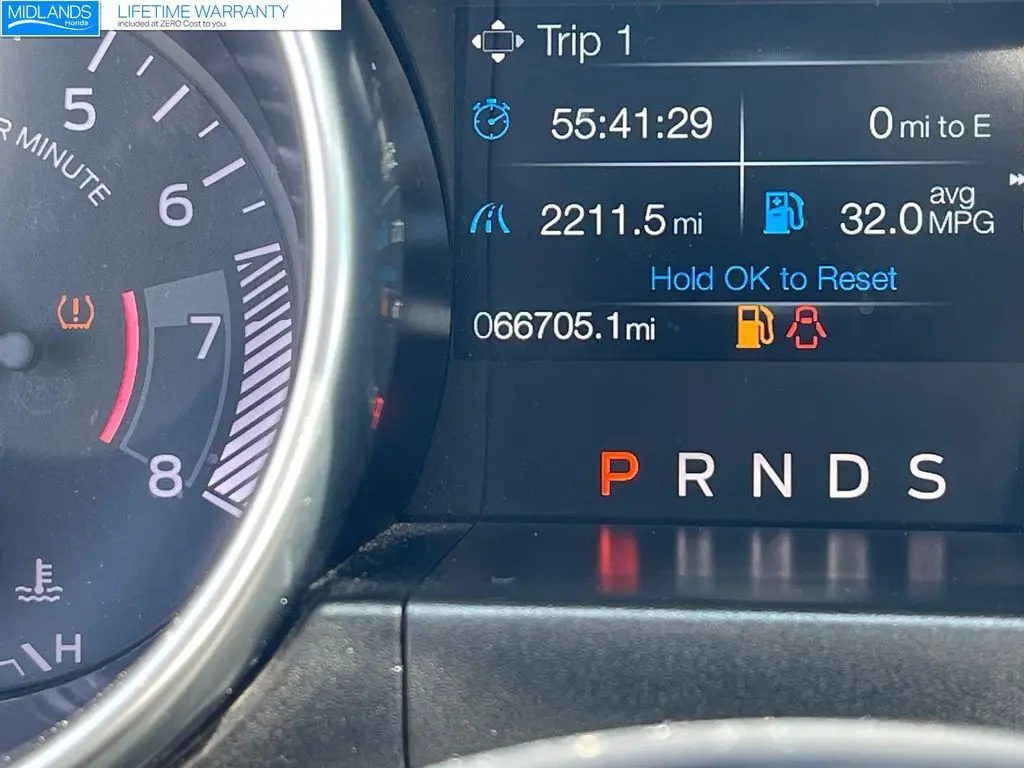 MIDLANDS
Honda
LIFETIME WARRANTY
included at ZERO Cost to you.
Trip 1
55:41:29
0 mi to E
2211.5 mi
32.0 avg MPG
Hold OK to Reset
066705.1 mi
P R N D S
5
R MINUTE
6
7
8
H